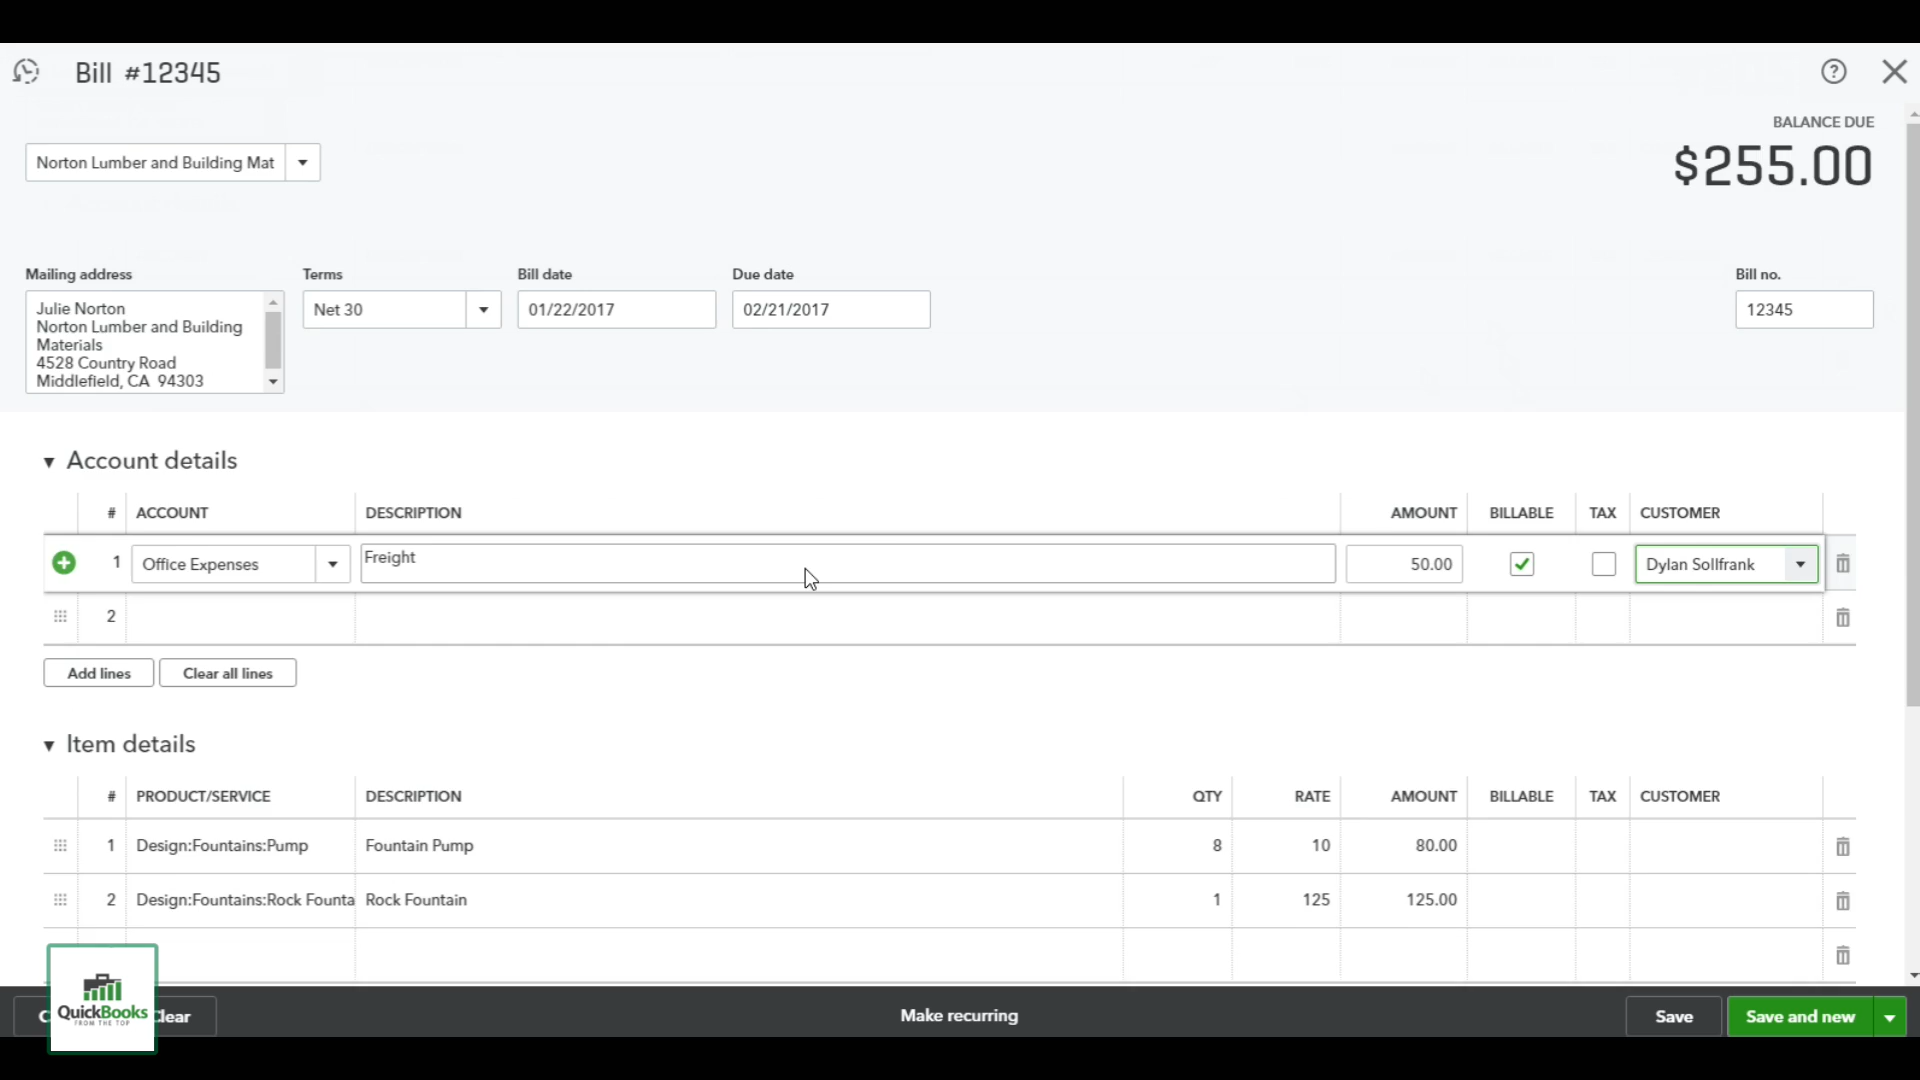 Bill #12345
BALANCE DUE
$255.00
Norton Lumber and Building Mat
Mailing address
Terms
Bill date
Due date
Bill no.
Julie Norton
Norton Lumber and Building
Materials
4528 Country Road
Middlefield, CA 94303
Net 30
01/22/2017
02/21/2017
12345
Account details
# ACCOUNT DESCRIPTION AMOUNT BILLABLE TAX CUSTOMER
1 Office Expenses Freight 50.00 Dylan Sollfrank
2
Add lines Clear all lines
Item details
# PRODUCT/SERVICE DESCRIPTION QTY RATE AMOUNT BILLABLE TAX CUSTOMER
1 Design:Fountains:Pump Fountain Pump 8 10 80.00
2 Design:Fountains:Rock Founta Rock Fountain 1 125 125.00
QuickBooks
FROM THE TOP
lear
Make recurring
Save
Save and new